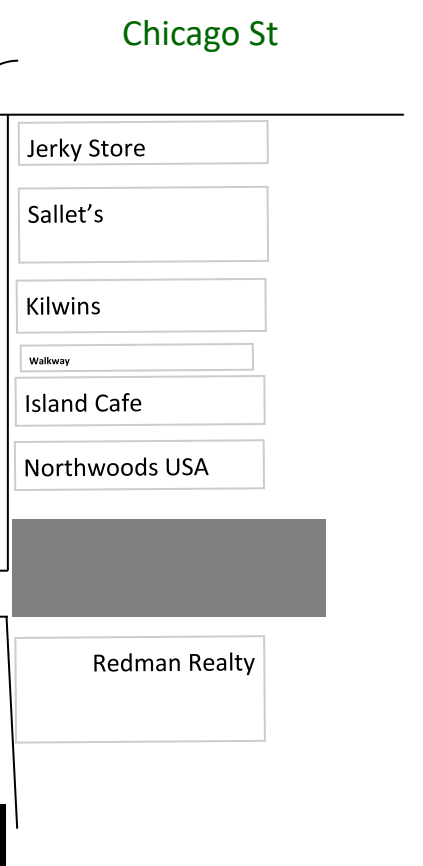 Chicago St
Jerky Store
Sallet’s
Kilwins
Walkway
Island Cafe
Northwoods USA
Redman Realty